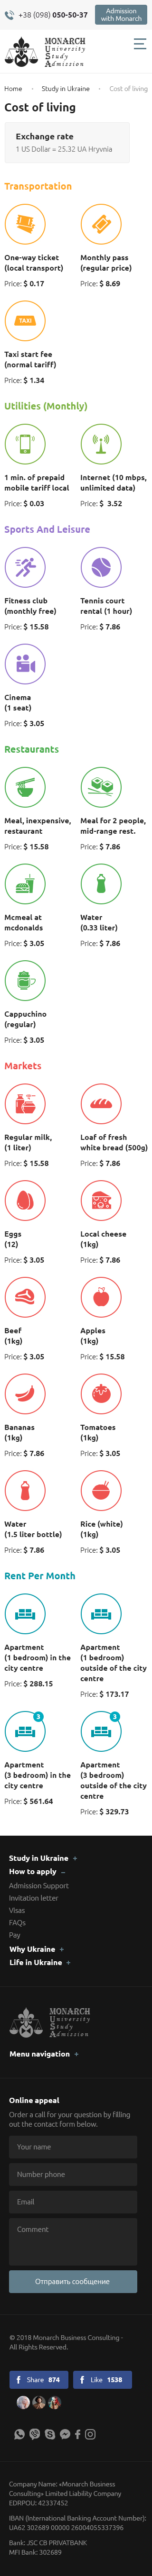 +38 (098) 050-50-37
Admission
with Monarch
MONARCH
University
Study
Admission
Home · Study in Ukraine · Cost of living
Cost of living
Exchange rate
1 US Dollar = 25.32 UA Hryvnia
Transportation
One-way ticket
(local transport)
Price: $ 0.17
Monthly pass
(regular price)
Price: $ 8.69
TAXI
Taxi start fee
(normal tariff)
Price: $ 1.34
Utilities (Monthly)
1 min. of prepaid
mobile tariff local
Price: $ 0.03
Internet (10 mbps,
unlimited data)
Price: $ 3.52
Sports And Leisure
Fitness club
(monthly free)
Price: $ 15.58
Tennis court
rental (1 hour)
Price: $ 7.86
Cinema
(1 seat)
Price: $ 3.05
Restaurants
Meal, inexpensive,
restaurant
Price: $ 15.58
Meal for 2 people,
mid-range rest.
Price: $ 7.86
Mcmeal at
mcdonalds
Price: $ 3.05
Water
(0.33 liter)
Price: $ 7.86
Cappuchino
(regular)
Price: $ 3.05
Markets
Regular milk,
(1 liter)
Price: $ 15.58
Loaf of fresh
white bread (500g)
Price: $ 7.86
Eggs
(12)
Price: $ 3.05
Local cheese
(1kg)
Price: $ 7.86
Beef
(1kg)
Price: $ 3.05
Apples
(1kg)
Price: $ 15.58
Bananas
(1kg)
Price: $ 7.86
Tomatoes
(1kg)
Price: $ 3.05
Water
(1.5 liter bottle)
Price: $ 7.86
Rice (white)
(1kg)
Price: $ 3.05
Rent Per Month
Apartment
(1 bedroom) in the
city centre
Price: $ 288.15
Apartment
(1 bedroom)
outside of the city
centre
Price: $ 173.17
3
Apartment
(3 bedroom) in the
city centre
Price: $ 561.64
3
Apartment
(3 bedroom)
outside of the city
centre
Price: $ 329.73
Study in Ukraine +
How to apply –
Admission Support
Invitation letter
Visas
FAQs
Pay
Why Ukraine +
Life in Ukraine +
MONARCH
University
Study
Admission
Menu navigation +
Online appeal
Order a call for your question by filling
out the contact form below.
Your name
Phone number
Email
Comment
Отправить сообщение
© 2018 Monarch Business Consulting -
All Rights Reserved.
Share 874
Like 1538
Company Name: «Monarch Business
Consulting» Limited Liability Company
EDRPOU: 42337452
IBAN (International Banking Account Number):
UA62 302689 00000 26004055337396
Bank: JSC CB PRIVATBANK
MFI Bank: 302689